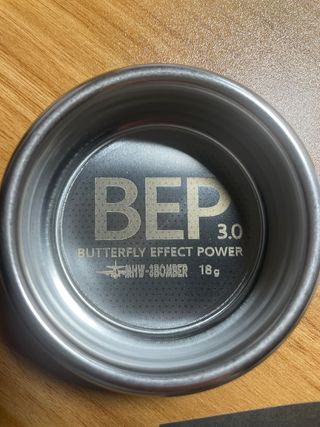 BEP 3.0
BUTTERFLY EFFECT POWER
MHW-3BOMBER 18g